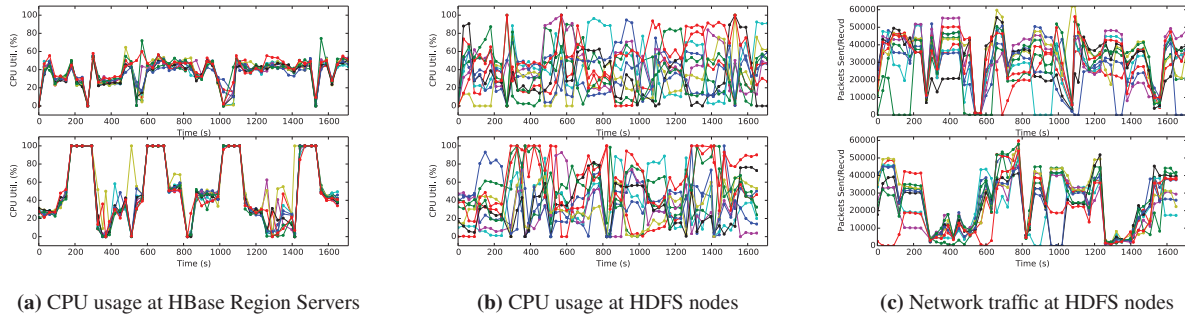 CPU Util. (%)
100
80
60
40
20
0
0 200 400 600 800 1000 1200 1400 1600
Time (s)
CPU Util. (%)
100
80
60
40
20
0
0 200 400 600 800 1000 1200 1400 1600
Time (s)
(a) CPU usage at HBase Region Servers
CPU Util. (%)
100
80
60
40
20
0
0 200 400 600 800 1000 1200 1400 1600
Time (s)
CPU Util. (%)
100
80
60
40
20
0
0 200 400 600 800 1000 1200 1400 1600
Time (s)
(b) CPU usage at HDFS nodes
Packets Sent/Recvd
60000
50000
40000
30000
20000
10000
0
0 200 400 600 800 1000 1200 1400 1600
Time (s)
Packets Sent/Recvd
60000
50000
40000
30000
20000
10000
0
0 200 400 600 800 1000 1200 1400 1600
Time (s)
(c) Network traffic at HDFS nodes